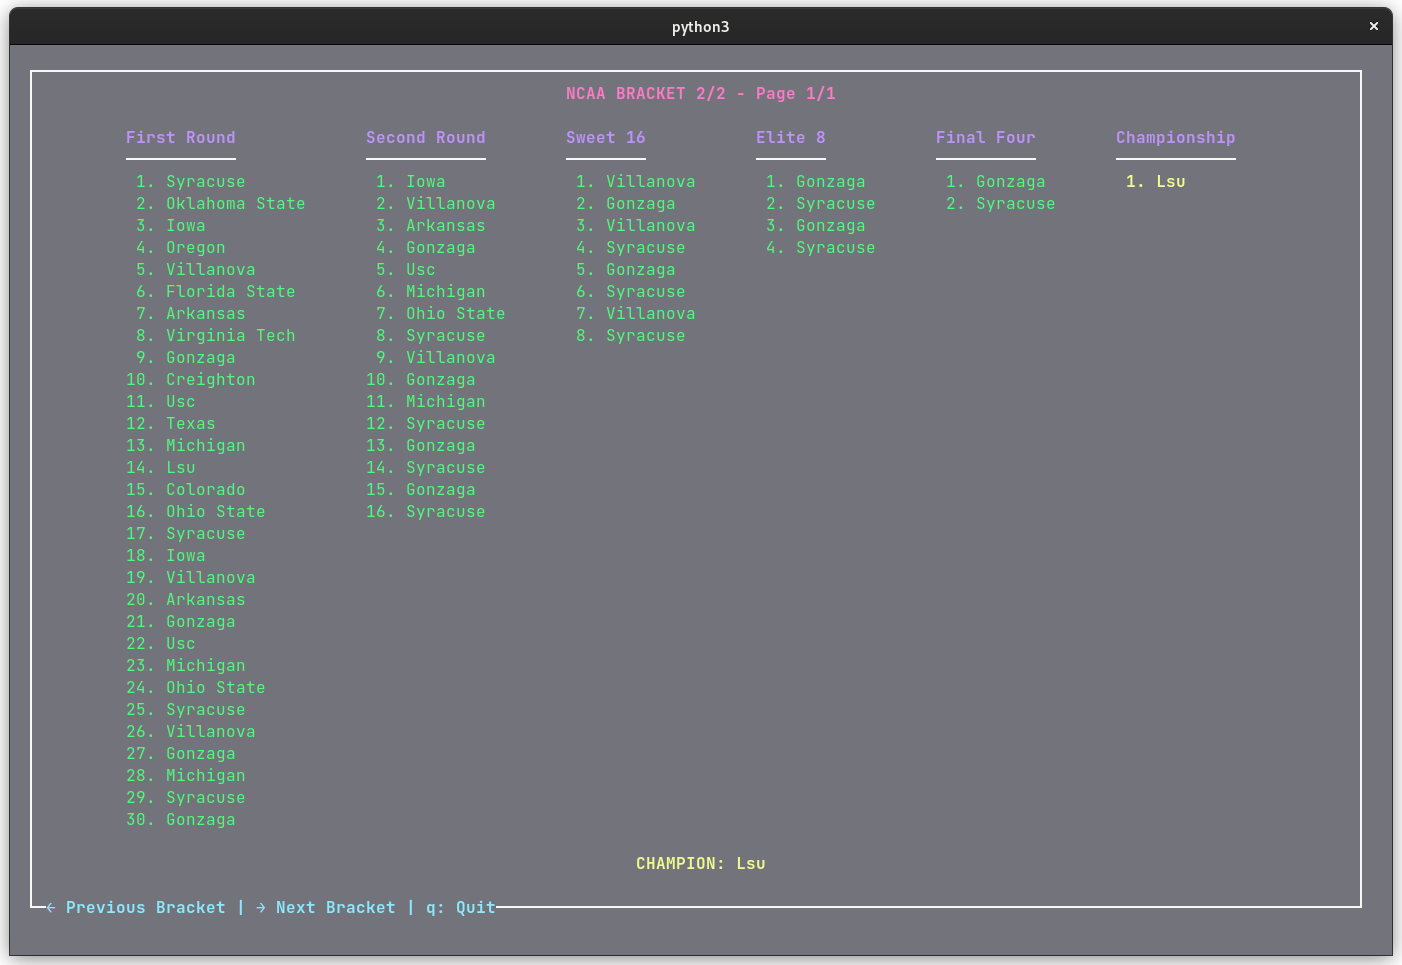 python3 ×
NCAA BRACKET 2/2 - Page 1/1
First Round Second Round Sweet 16 Elite 8 Final Four Championship
1. Syracuse 1. Iowa 1. Villanova 1. Gonzaga 1. Gonzaga 1. Lsu
2. Oklahoma State 2. Villanova 2. Gonzaga 2. Syracuse 2. Syracuse
3. Iowa 3. Arkansas 3. Villanova 3. Gonzaga
4. Oregon 4. Gonzaga 4. Syracuse 4. Syracuse
5. Villanova 5. Usc 5. Gonzaga
6. Florida State 6. Michigan 6. Syracuse
7. Arkansas 7. Ohio State 7. Villanova
8. Virginia Tech 8. Syracuse 8. Syracuse
9. Gonzaga 9. Villanova
10. Creighton 10. Gonzaga
11. Usc 11. Michigan
12. Texas 12. Syracuse
13. Michigan 13. Gonzaga
14. Lsu 14. Syracuse
15. Colorado 15. Gonzaga
16. Ohio State 16. Syracuse
17. Syracuse
18. Iowa
19. Villanova
20. Arkansas
21. Gonzaga
22. Usc
23. Michigan
24. Ohio State
25. Syracuse
26. Villanova
27. Gonzaga
28. Michigan
29. Syracuse
30. Gonzaga
CHAMPION: Lsu
← Previous Bracket | → Next Bracket | q: Quit